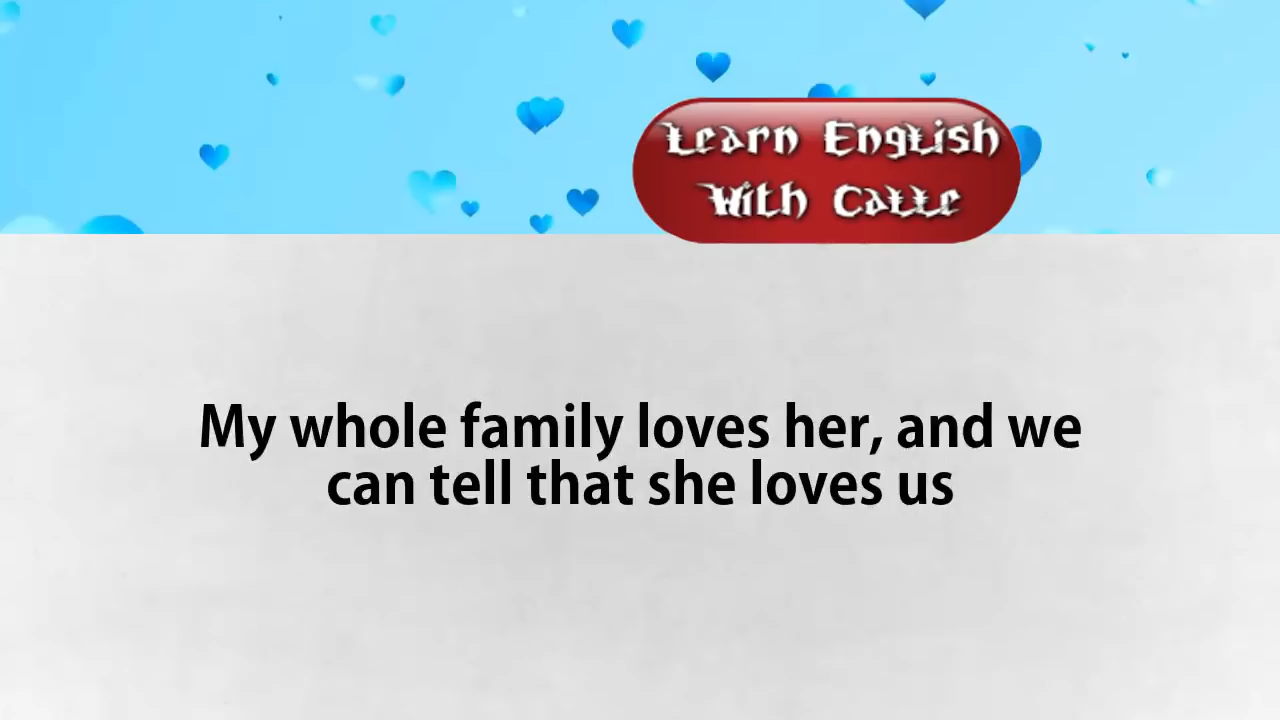 Learn English
With Catte
My whole family loves her, and we
can tell that she loves us